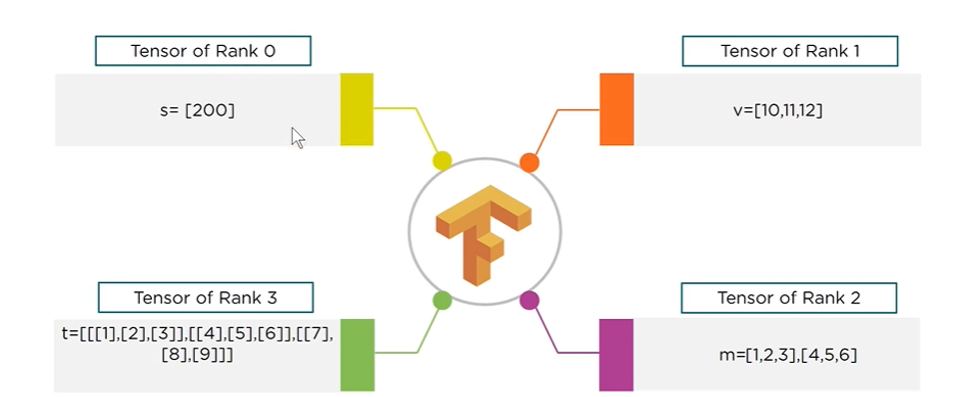 Tensor of Rank 0
s= [200]
Tensor of Rank 1
v=[10,11,12]
Tensor of Rank 3
t=[[[1],[2],[3]],[[4],[5],[6]],[[7],
[8],[9]]]
Tensor of Rank 2
m=[1,2,3],[4,5,6]